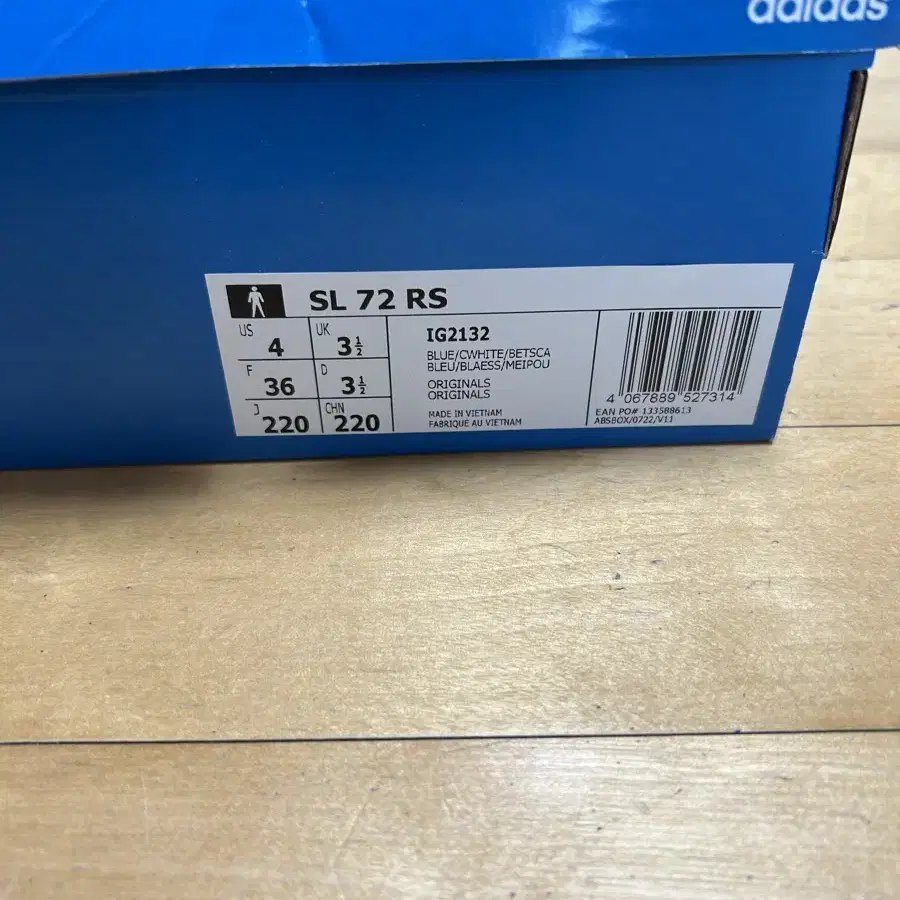 adidas
SL 72 RS
US 4 UK 3½
F 36 D 3½
J 220 CHN 220
IG2132
BLUE/CWHITE/BETSCA
BLEU/BLAESS/MEIPOU
ORIGINALS
ORIGINALS
MADE IN VIETNAM
FABRIQUE AU VIETNAM
4 067889 527314
EAN PO# 133588613
ABSBOX/0722/V11